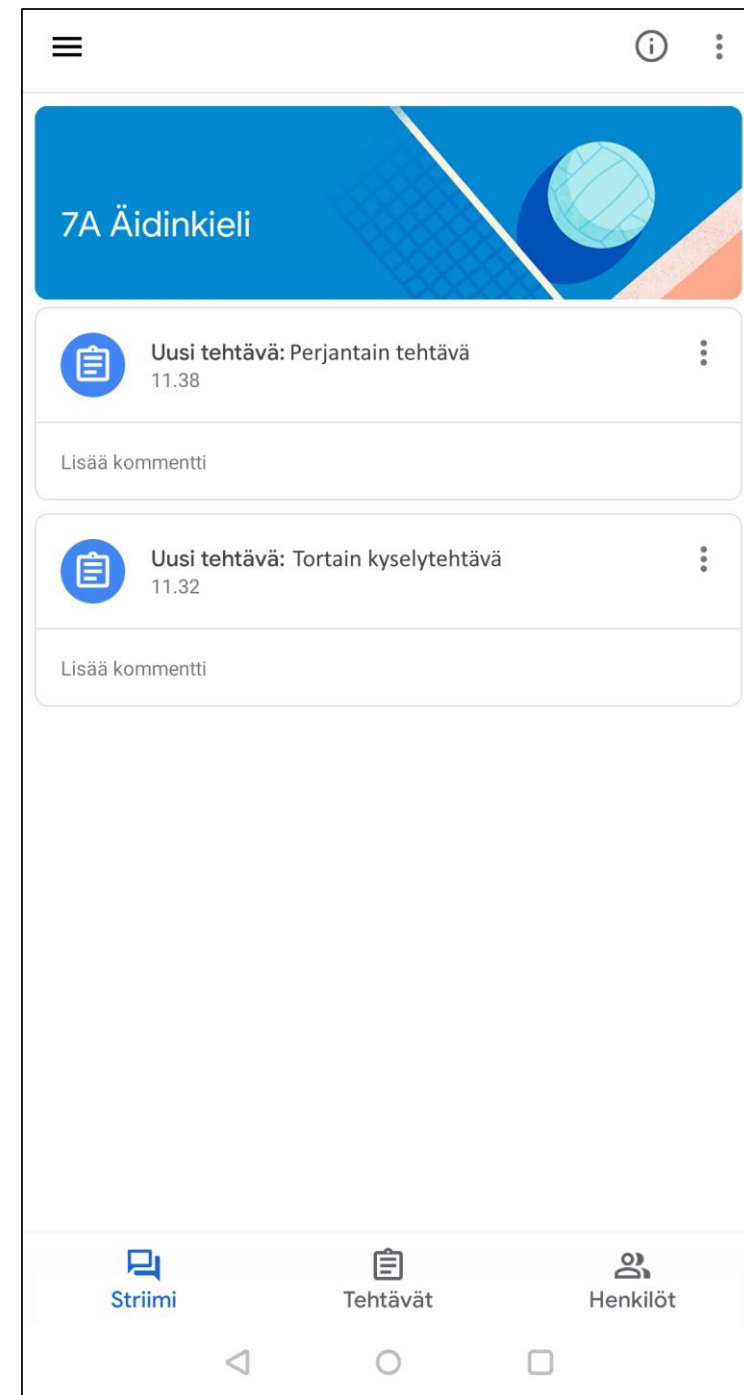 7A Äidinkieli
Uusi tehtävä: Perjantain tehtävä
11.38
Lisää kommentti
Uusi tehtävä: Tortain kyselytehtävä
11.32
Lisää kommentti
Striimi
Tehtävät
Henkilöt